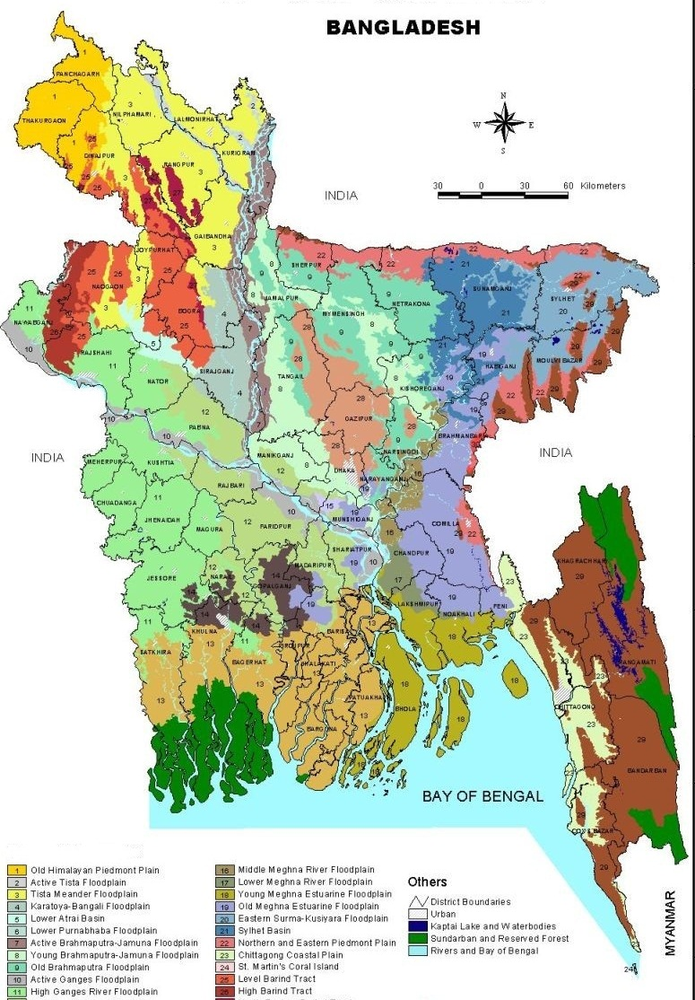 BANGLADESH
N
W E
S
30 0 30 60 Kilometers
INDIA
PANCHAGARH
THAKURGAON
NILPHAMARI
LALMONIRHAT
DINAJPUR
RANGPUR
KURIGRAM
GAIBANDHA
JOYPURHAT
NAOGAON
BOGRA
NAWABGANJ
RAJSHAHI
NATOR
SIRAJGANJ
PABNA
SHERPUR
JAMALPUR
MYMENSINGH
NETRAKONA
SUNAMGANJ
SYLHET
HABIGANJ
MOULVIBAZAR
KISHOREGANJ
TANGAIL
GAZIPUR
NARSINGDI
BRAHMANBARIA
MANIKGANJ
DHAKA
NARAYANGANJ
MUNSHIGANJ
INDIA
INDIA
MEHERPUR
KUSHTIA
CHUADANGA
JHENAIDAH
MAGURA
RAJBARI
FARIDPUR
SHARIATPUR
MADARIPUR
GOPALGANJ
NARAIL
JESSORE
COMILLA
CHANDPUR
LAKSHMIPUR
NOAKHALI
FENI
KHAGRACHHARI
RANGAMATI
CHITTAGONG
BANDARBAN
COX'S BAZAR
SATKHIRA
KHULNA
BAGERHAT
PIROJPUR
JHALAKATI
BARISAL
PATUAKHALI
BARGUNA
BHOLA
BAY OF BENGAL
MYANMAR
1 Old Himalayan Piedmont Plain
2 Active Tista Floodplain
3 Tista Meander Floodplain
4 Karatoya-Bangali Floodplain
5 Lower Atrai Basin
6 Lower Purnabhaba Floodplain
7 Active Brahmaputra-Jamuna Floodplain
8 Young Brahmaputra-Jamuna Floodplain
9 Old Brahmaputra Floodplain
10 Active Ganges Floodplain
11 High Ganges River Floodplain
16 Middle Meghna River Floodplain
17 Lower Meghna River Floodplain
18 Young Meghna Estuarine Floodplain
19 Old Meghna Estuarine Floodplain
20 Eastern Surma-Kusiyara Floodplain
21 Sylhet Basin
22 Northern and Eastern Piedmont Plain
23 Chittagong Coastal Plain
24 St. Martin's Coral Island
25 Level Barind Tract
26 High Barind Tract
Others
District Boundaries
Urban
Kaptai Lake and Waterbodies
Sundarban and Reserved Forest
Rivers and Bay of Bengal